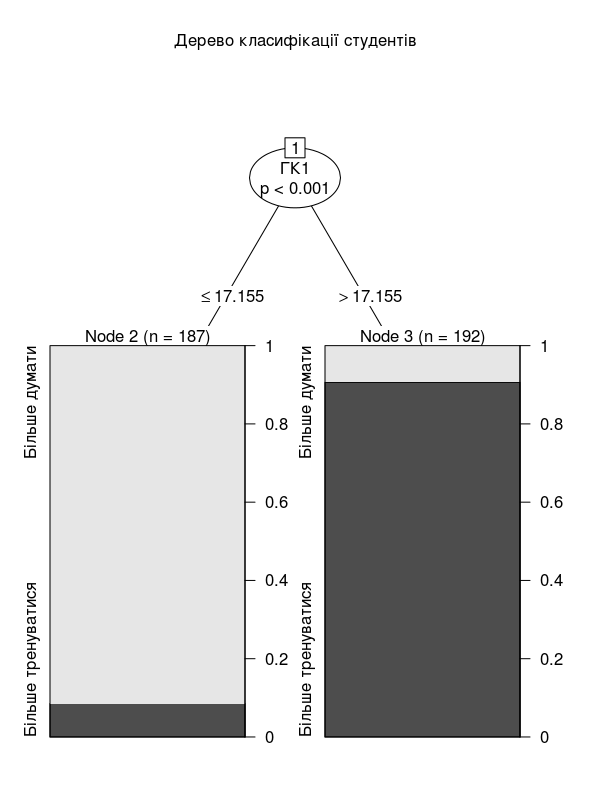 Дерево класифікації студентів
1
ГК1
p < 0.001
≤ 17.155
> 17.155
Node 2 (n = 187)
Більше думати
Більше тренуватися
1
0.8
0.6
0.4
0.2
0
Node 3 (n = 192)
Більше думати
Більше тренуватися
1
0.8
0.6
0.4
0.2
0